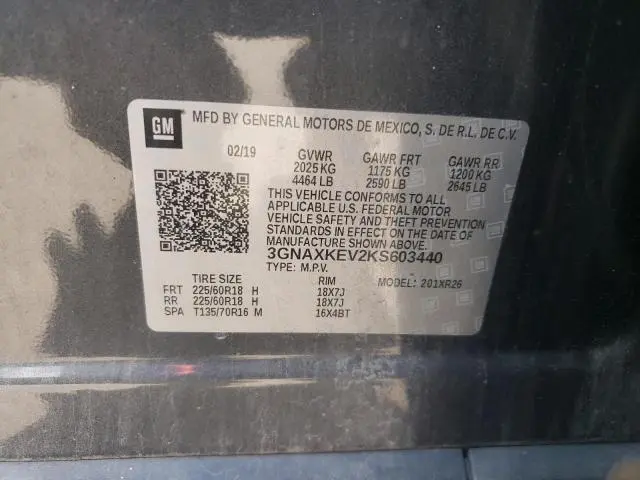 GM MFD BY GENERAL MOTORS DE MEXICO, S. DE R.L. DE C.V.
02/19 GVWR GAWR FRT GAWR RR
2025 KG 1175 KG 1200 KG
4464 LB 2590 LB 2645 LB
THIS VEHICLE CONFORMS TO ALL
APPLICABLE U.S. FEDERAL MOTOR
VEHICLE SAFETY AND THEFT PREVENTION
STANDARDS IN EFFECT ON THE DATE OF
MANUFACTURE SHOWN ABOVE.
3GNAXKEV2KS603440
TYPE: M.P.V. MODEL: 201XR26
TIRE SIZE RIM
FRT 225/60R18 H 18X7J
RR 225/60R18 H 18X7J
SPA T135/70R16 M 16X4BT